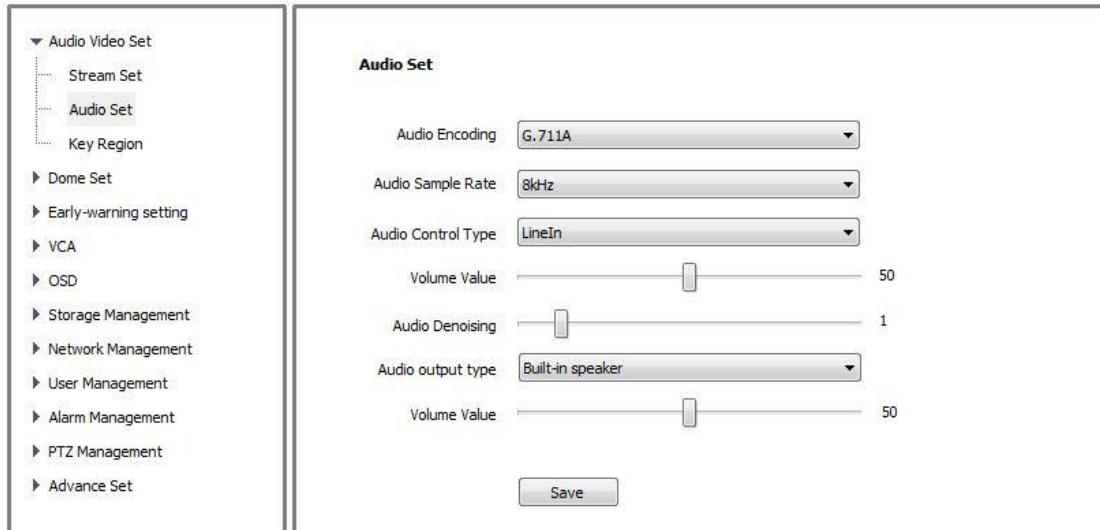 Audio Video Set
Stream Set
Audio Set
Key Region
Dome Set
Early-warning setting
VCA
OSD
Storage Management
Network Management
User Management
Alarm Management
PTZ Management
Advance Set
Audio Set
Audio Encoding G.711A
Audio Sample Rate 8kHz
Audio Control Type LineIn
Volume Value 50
Audio Denoising 1
Audio output type Built-in speaker
Volume Value 50
Save